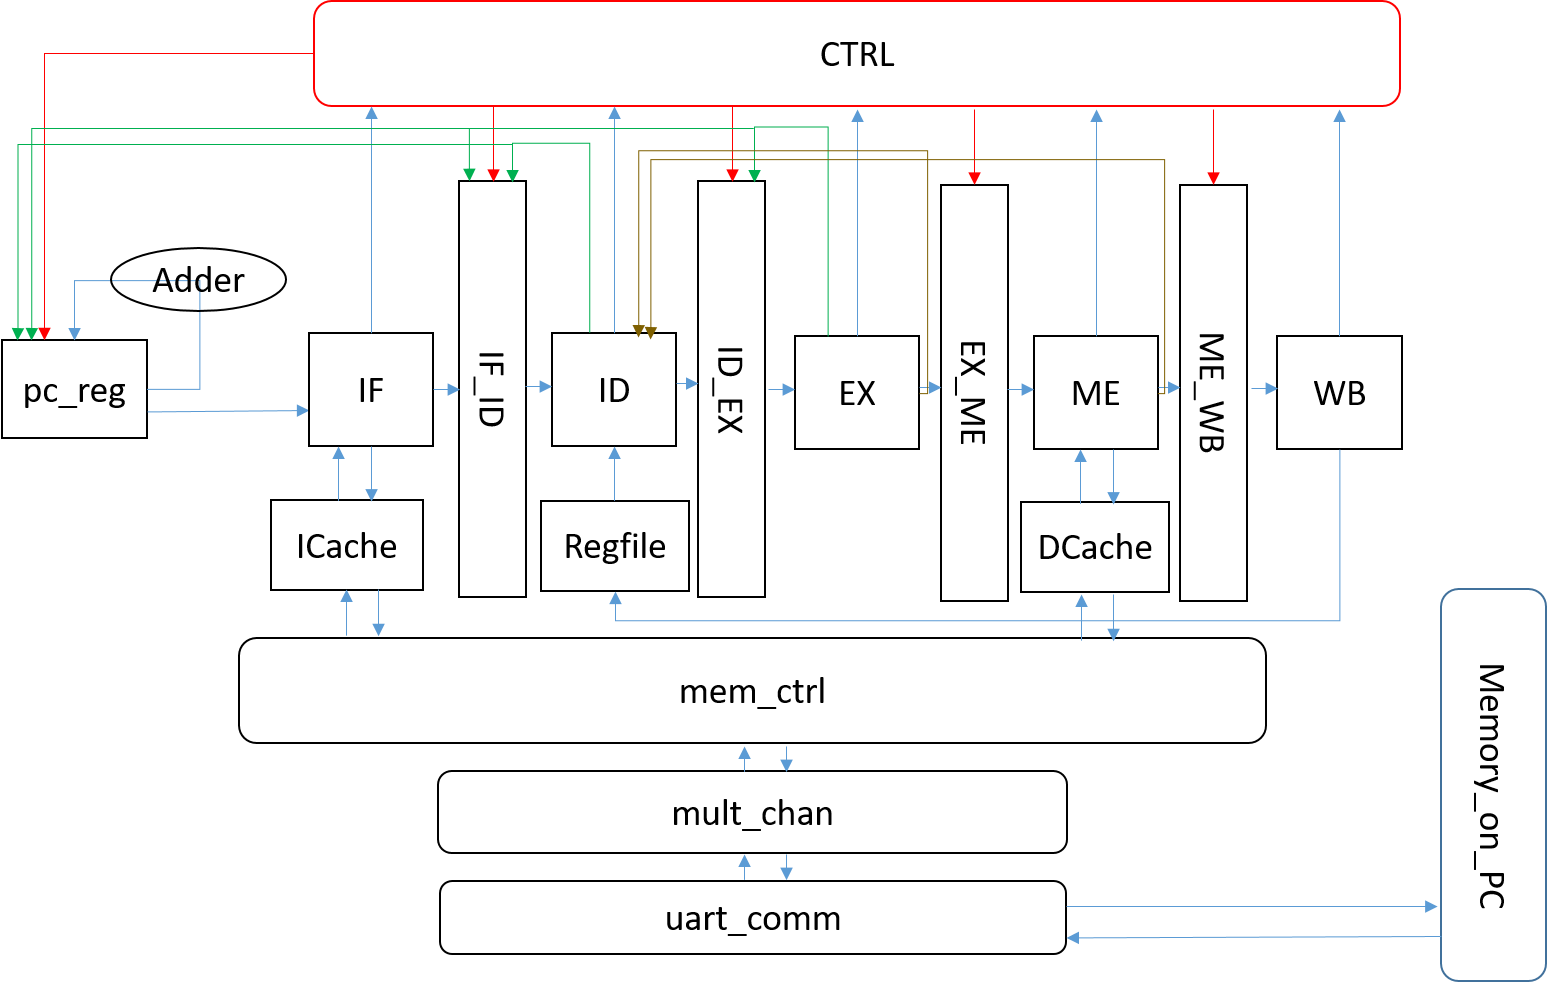 CTRL
Adder
pc_reg
IF
IF_ID
ID
ID_EX
EX
EX_ME
ME
ME_WB
WB
ICache
Regfile
DCache
mem_ctrl
mult_chan
uart_comm
Memory_on_PC